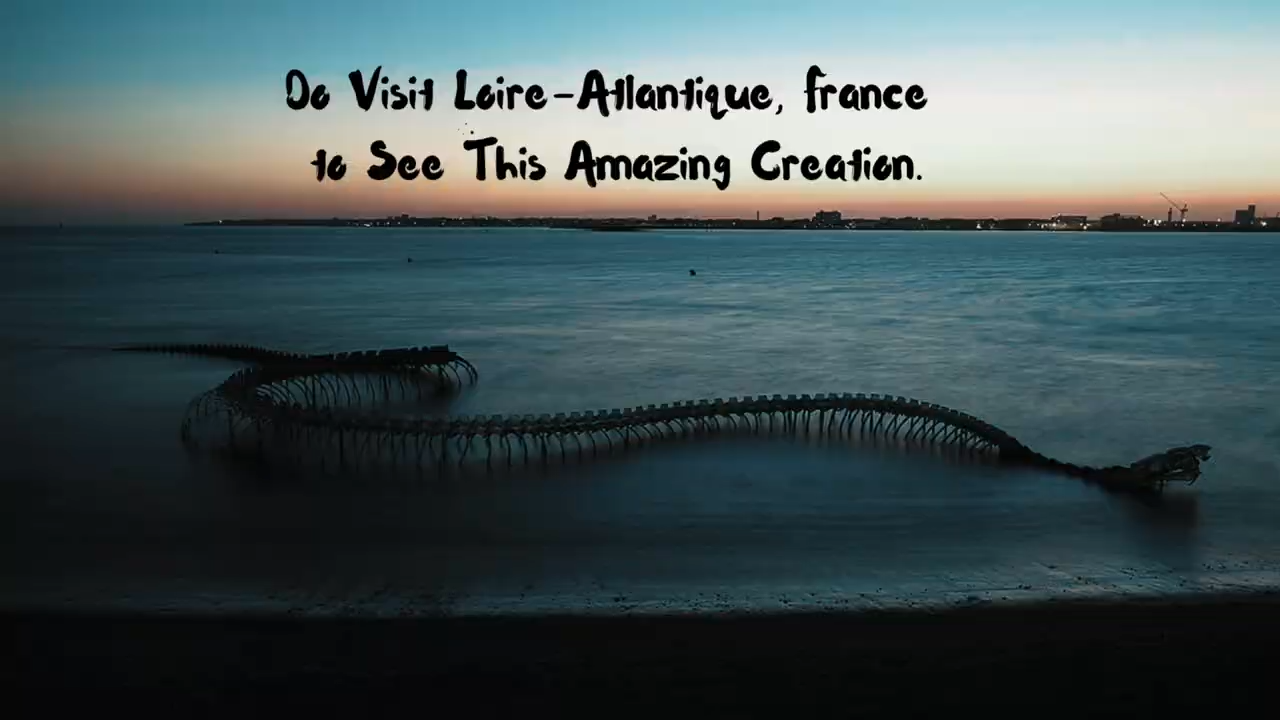 Do Visit Loire-Atlantique, france
to See This Amazing Creation.